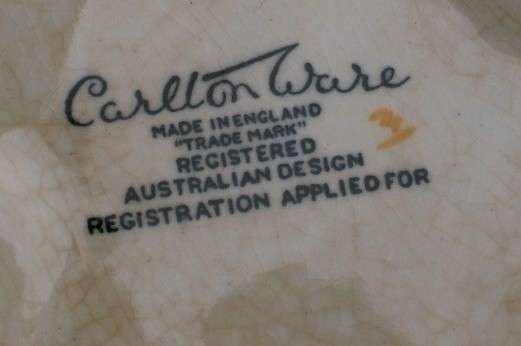 Carlton Ware
MADE IN ENGLAND
"TRADE MARK"
REGISTERED
AUSTRALIAN DESIGN
REGISTRATION APPLIED FOR